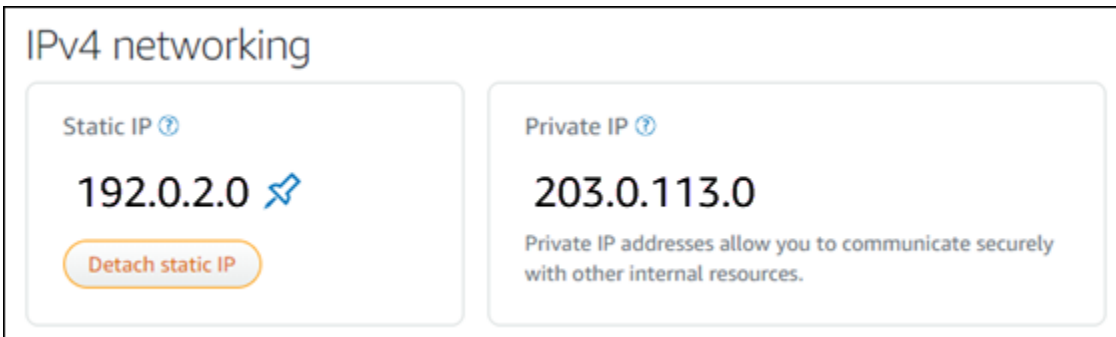 IPv4 networking
Static IP
192.0.2.0
Detach static IP
Private IP
203.0.113.0
Private IP addresses allow you to communicate securely
with other internal resources.